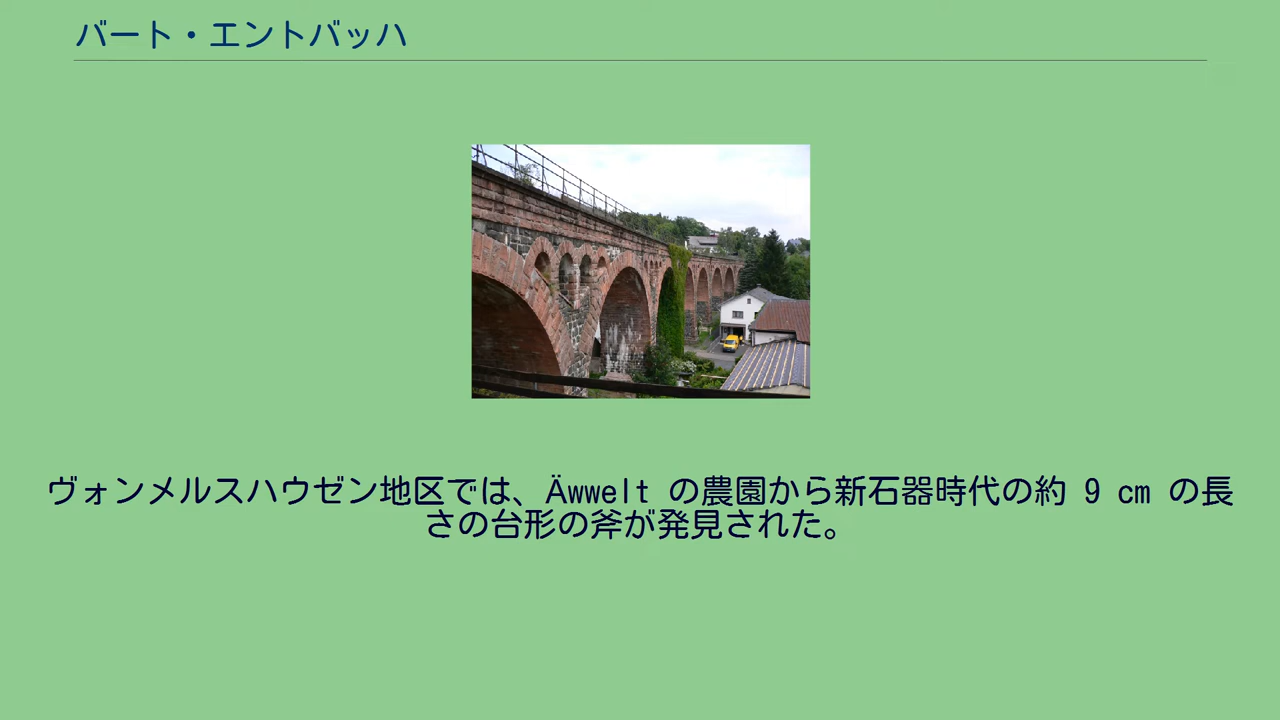 バート・エントバッハ
ヴォンメルスハウゼン地区では、Äwwelt の農園から新石器時代の約 9 cm の長
さの台形の斧が発見された。